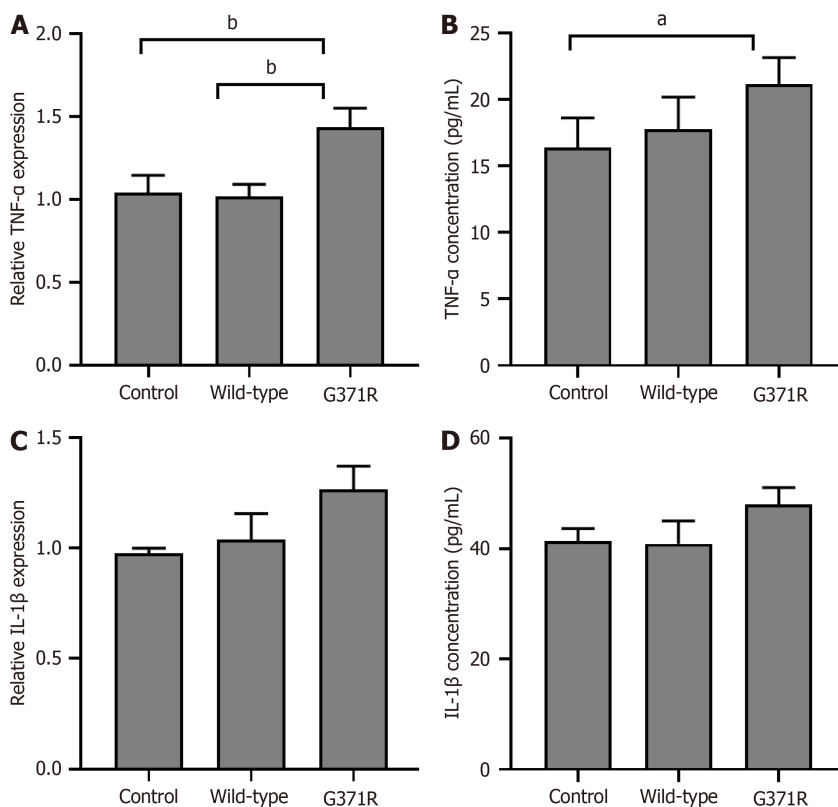 A
B
b
b
a
Relative TNF-α expression
2.0
1.5
1.0
0.5
0.0
Control
Wild-type
G371R
TNF-α concentration (pg/mL)
25
20
15
10
5
0
Control
Wild-type
G371R
C
D
Relative IL-1β expression
1.5
1.0
0.5
0.0
Control
Wild-type
G371R
IL-1β concentration (pg/mL)
60
40
20
0
Control
Wild-type
G371R